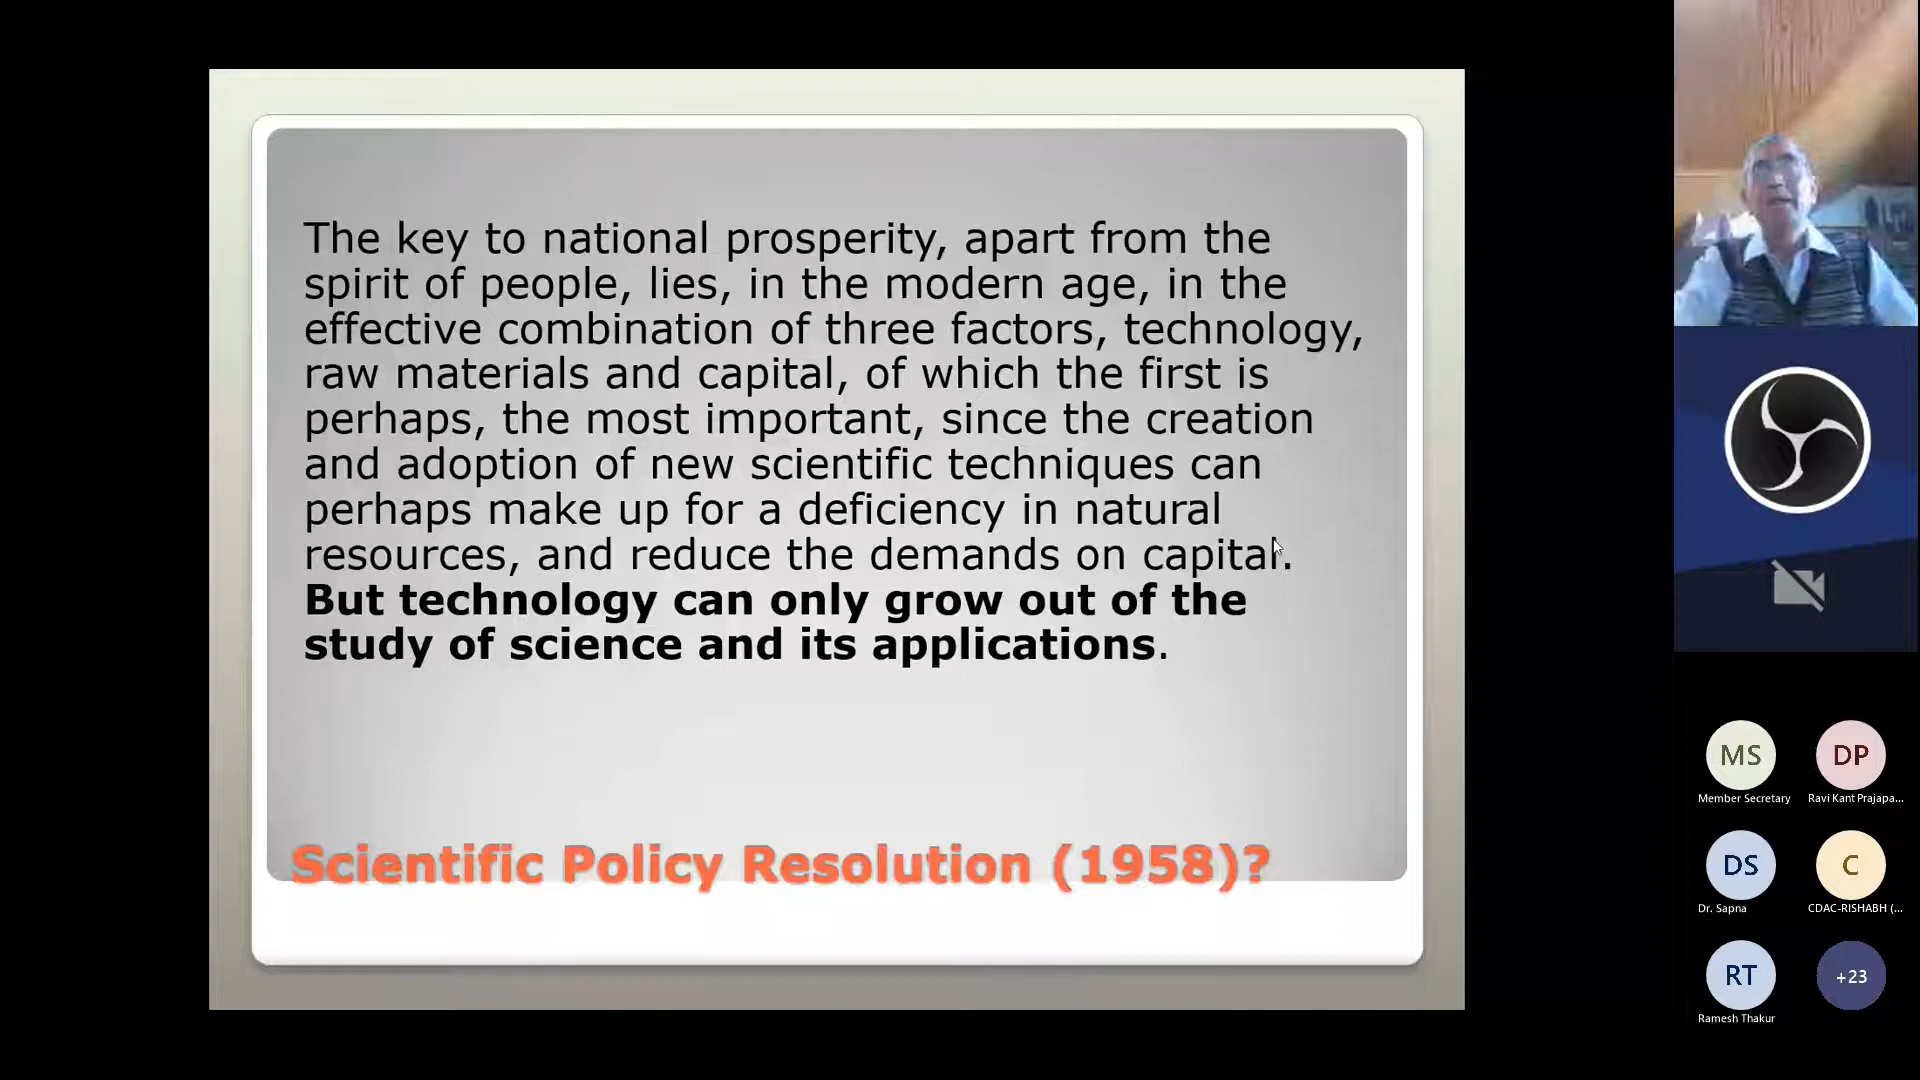 The key to national prosperity, apart from the
spirit of people, lies, in the modern age, in the
effective combination of three factors, technology,
raw materials and capital, of which the first is
perhaps, the most important, since the creation
and adoption of new scientific techniques can
perhaps make up for a deficiency in natural
resources, and reduce the demands on capital.
But technology can only grow out of the
study of science and its applications.
Scientific Policy Resolution (1958)?
MS
Member Secretary
DP
Ravi Kant Prajapa...
DS
Dr. Sapna
C
CDAC-RISHABH (...
RT
Ramesh Thakur
+23